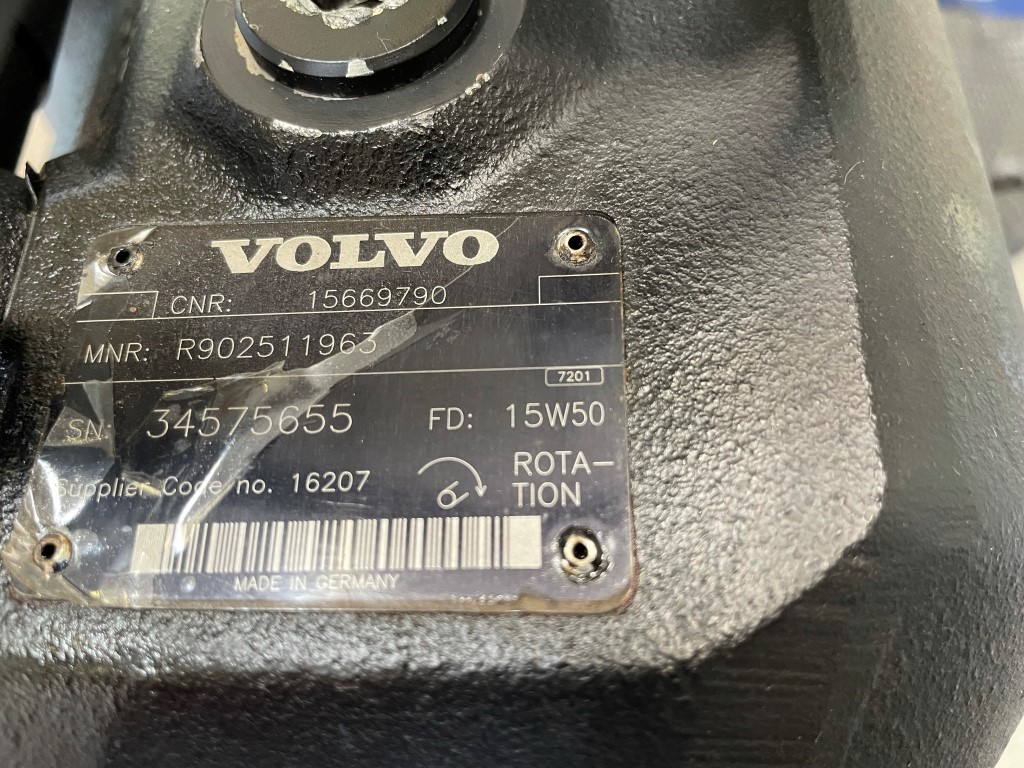 VOLVO
CNR: 15669790
MNR: R902511963
7201
SN: 34575655 FD: 15W50
Supplier Code no. 16207
ROTA-
TION
MADE IN GERMANY